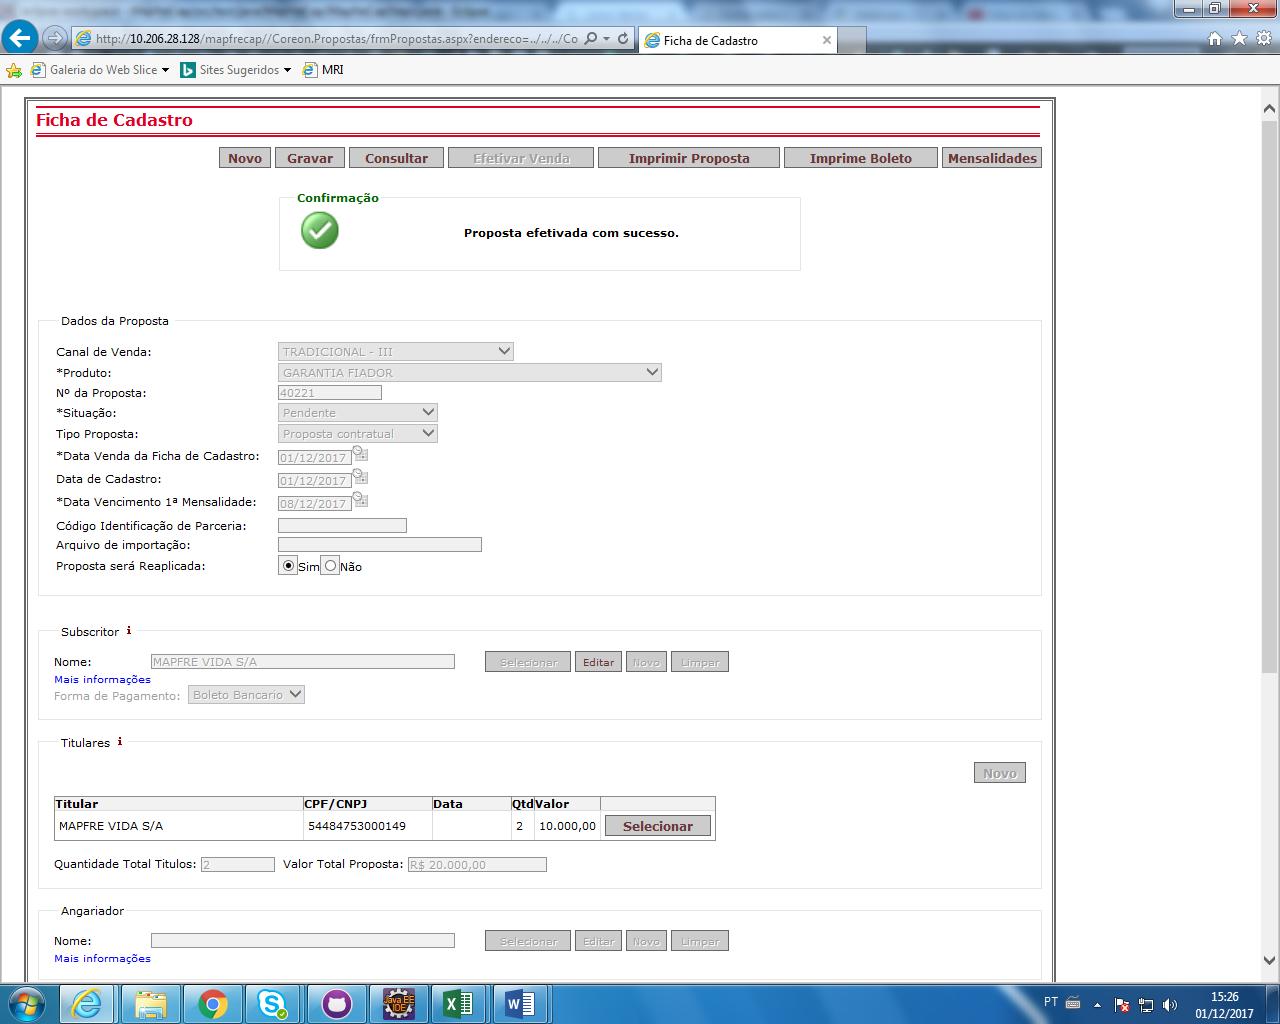 http://10.206.28.128/mapfrecap//Coreon.Propostas/frmPropostas.aspx?endereco=../../../Co
Ficha de Cadastro
Galeria do Web Slice
Sites Sugeridos
MRI
Ficha de Cadastro
Novo Gravar Consultar Efetivar Venda Imprimir Proposta Imprime Boleto Mensalidades
Confirmação
Proposta efetivada com sucesso.
Dados da Proposta
Canal de Venda: TRADICIONAL - III
*Produto: GARANTIA FIADOR
Nº da Proposta: 40221
*Situação: Pendente
Tipo Proposta: Proposta contratual
*Data Venda da Ficha de Cadastro: 01/12/2017
Data de Cadastro: 01/12/2017
*Data Vencimento 1ª Mensalidade: 08/12/2017
Código Identificação de Parceria:
Arquivo de importação:
Proposta será Reaplicada: Sim Não
Subscritor i
Nome: MAPFRE VIDA S/A Selecionar Editar Novo Limpar
Mais informações
Forma de Pagamento: Boleto Bancario
Titulares i
Novo
Titular CPF/CNPJ Data Qtd Valor
MAPFRE VIDA S/A 54484753000149 2 10.000,00 Selecionar
Quantidade Total Titulos: 2 Valor Total Proposta: R$ 20.000,00
Angariador
Nome: Selecionar Editar Novo Limpar
Mais informações
Java EE
IDE
PT
15:26
01/12/2017